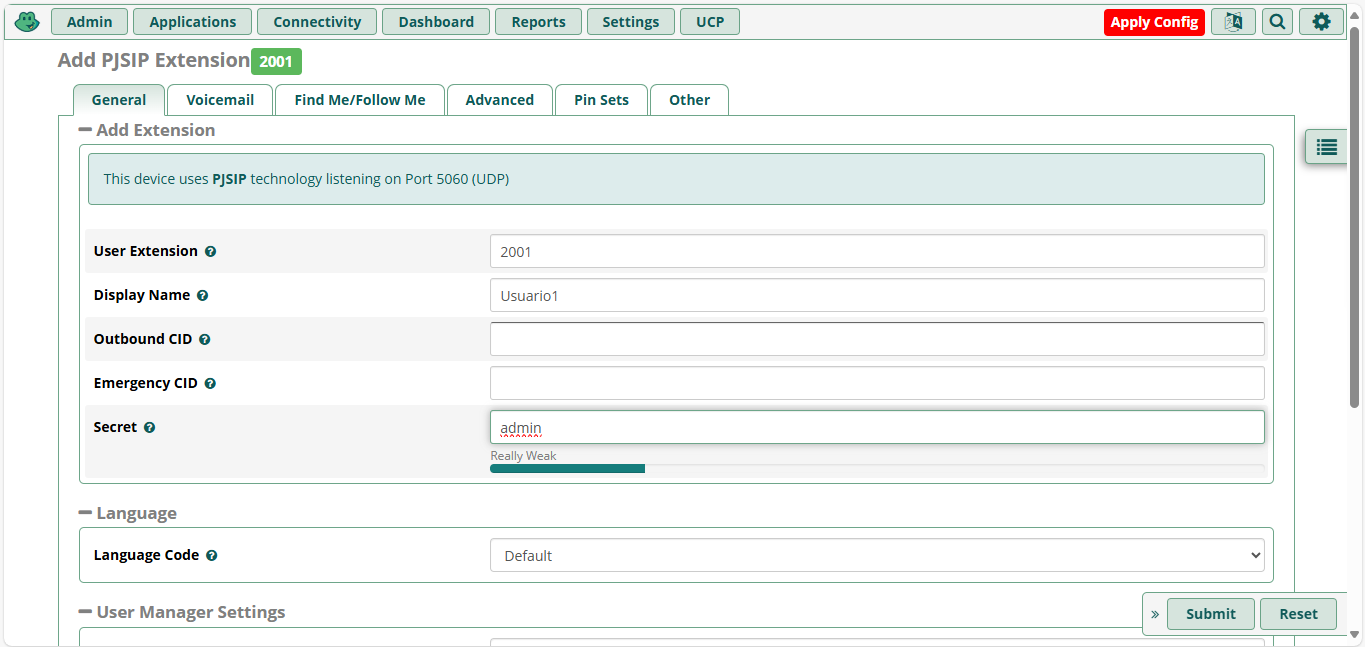 Admin Applications Connectivity Dashboard Reports Settings UCP Apply Config
Add PJSIP Extension 2001
General Voicemail Find Me/Follow Me Advanced Pin Sets Other
Add Extension
This device uses PJSIP technology listening on Port 5060 (UDP)
User Extension 2001
Display Name Usuario1
Outbound CID
Emergency CID
Secret admin
Really Weak
Language
Language Code Default
User Manager Settings
» Submit Reset